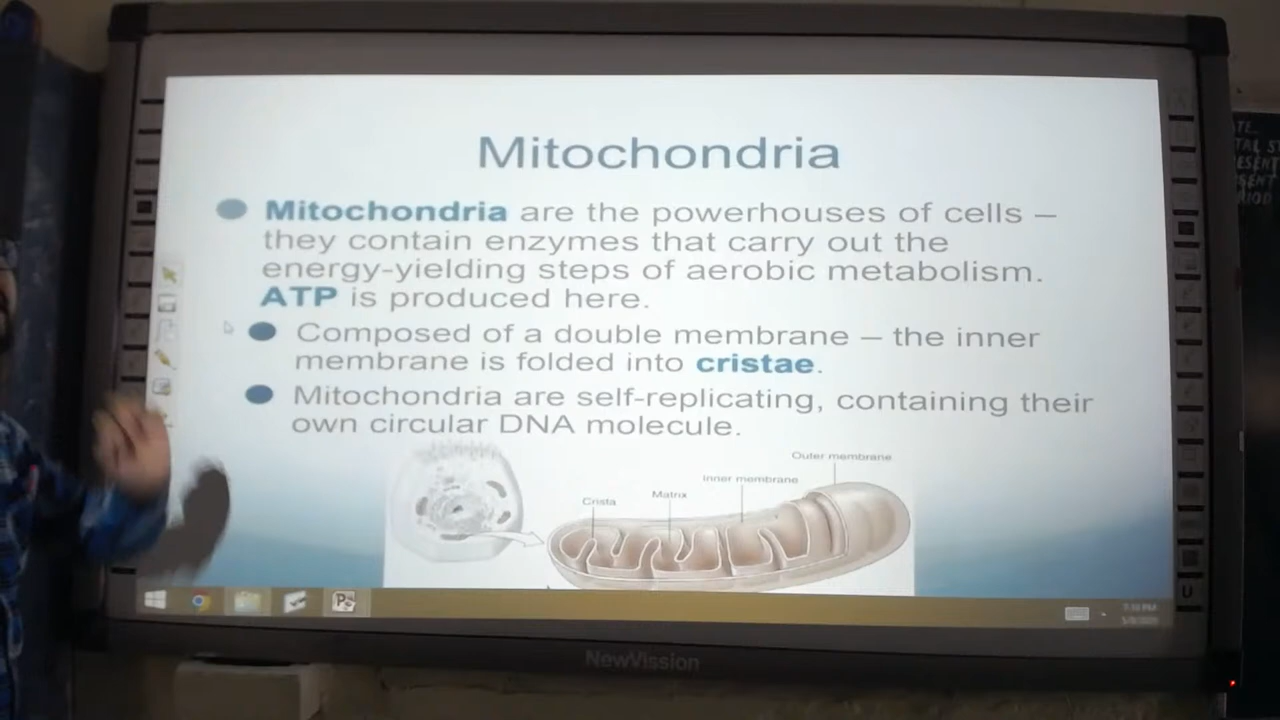 Mitochondria
Mitochondria are the powerhouses of cells –
they contain enzymes that carry out the
energy-yielding steps of aerobic metabolism.
ATP is produced here.
Composed of a double membrane – the inner
membrane is folded into cristae.
Mitochondria are self-replicating, containing their
own circular DNA molecule.
Outer membrane
Inner membrane
Matrix
Crista
NewVission